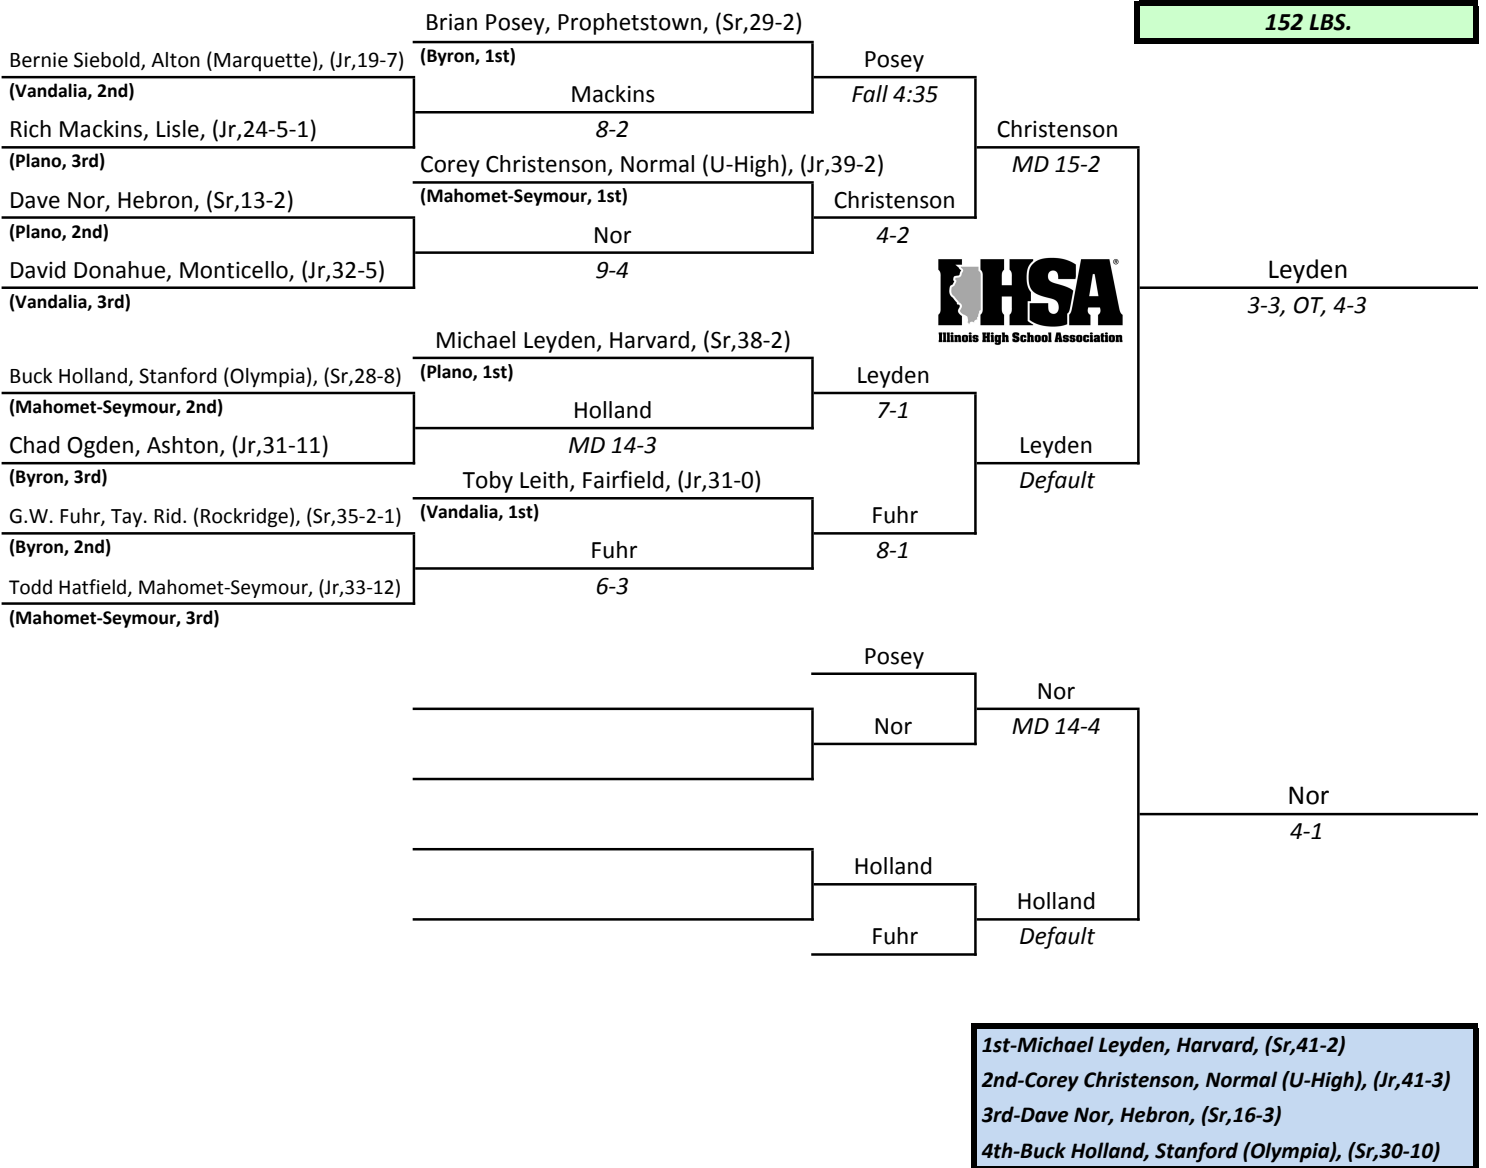 152 LBS.
Brian Posey, Prophetstown, (Sr,29-2)
(Byron, 1st)
Bernie Siebold, Alton (Marquette), (Jr,19-7)
(Vandalia, 2nd)
Mackins
8-2
Rich Mackins, Lisle, (Jr,24-5-1)
(Plano, 3rd)
Posey
Fall 4:35
Corey Christenson, Normal (U-High), (Jr,39-2)
(Mahomet-Seymour, 1st)
Dave Nor, Hebron, (Sr,13-2)
(Plano, 2nd)
Nor
9-4
David Donahue, Monticello, (Jr,32-5)
(Vandalia, 3rd)
Christenson
4-2
Christenson
MD 15-2
IHSA®
Illinois High School Association
Leyden
3-3, OT, 4-3
Michael Leyden, Harvard, (Sr,38-2)
(Plano, 1st)
Buck Holland, Stanford (Olympia), (Sr,28-8)
(Mahomet-Seymour, 2nd)
Holland
MD 14-3
Chad Ogden, Ashton, (Jr,31-11)
(Byron, 3rd)
Leyden
7-1
Leyden
Default
Toby Leith, Fairfield, (Jr,31-0)
(Vandalia, 1st)
G.W. Fuhr, Tay. Rid. (Rockridge), (Sr,35-2-1)
(Byron, 2nd)
Fuhr
6-3
Todd Hatfield, Mahomet-Seymour, (Jr,33-12)
(Mahomet-Seymour, 3rd)
Fuhr
8-1
Posey
Nor
Nor
MD 14-4
Nor
4-1
Holland
Holland
Default
Fuhr
1st-Michael Leyden, Harvard, (Sr,41-2)
2nd-Corey Christenson, Normal (U-High), (Jr,41-3)
3rd-Dave Nor, Hebron, (Sr,16-3)
4th-Buck Holland, Stanford (Olympia), (Sr,30-10)